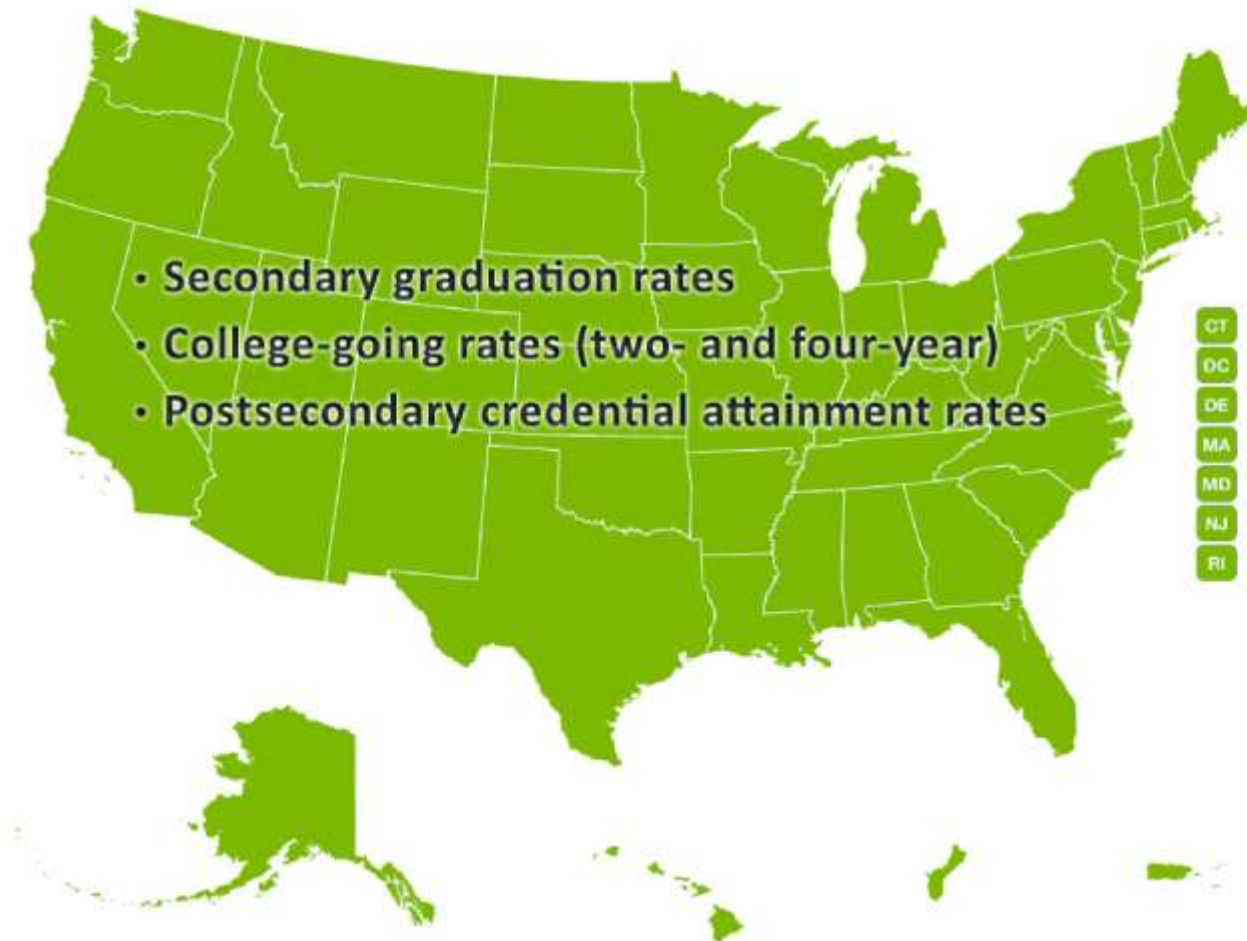 • Secondary graduation rates
• College-going rates (two- and four-year)
• Postsecondary credential attainment rates
CT
DC
DE
MA
MD
NJ
RI